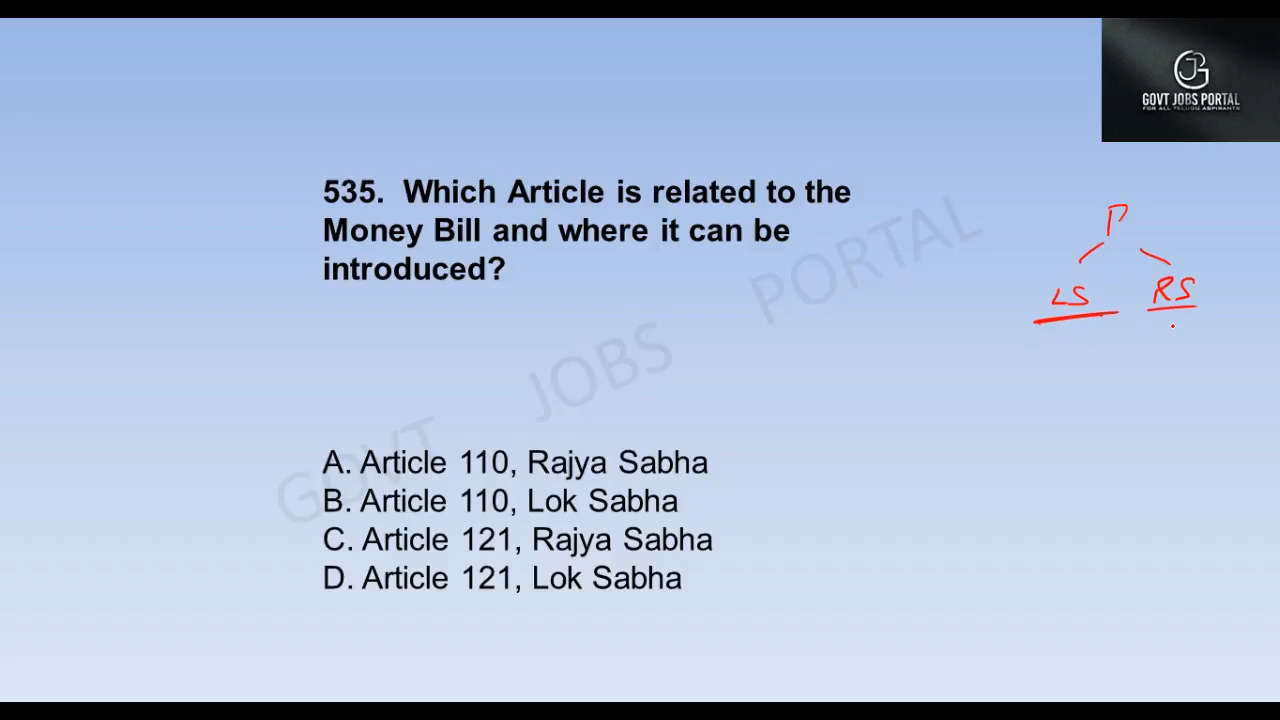 GOVT JOBS PORTAL
FOR ALL TELUGU ASPIRANTS
535. Which Article is related to the
Money Bill and where it can be
introduced?
P
LS RS
GOVT JOBS PORTAL
A. Article 110, Rajya Sabha
B. Article 110, Lok Sabha
C. Article 121, Rajya Sabha
D. Article 121, Lok Sabha